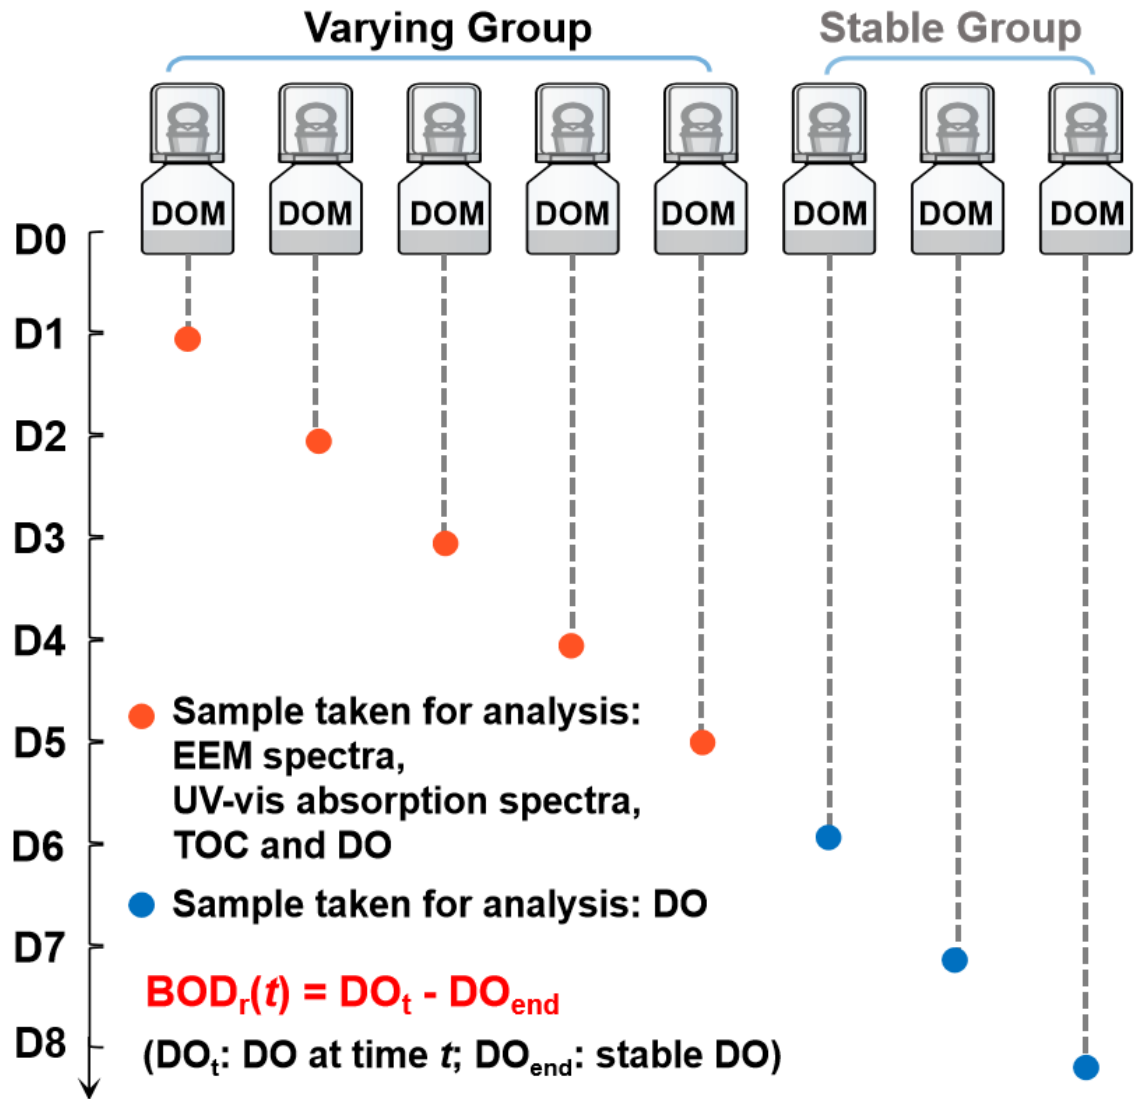 Varying Group
Stable Group
DOM DOM DOM DOM DOM DOM DOM DOM
D0
D1
D2
D3
D4
D5
D6
D7
D8
Sample taken for analysis:
EEM spectra,
UV-vis absorption spectra,
TOC and DO
Sample taken for analysis: DO
BODr(t) = DOt - DOend
(DOt: DO at time t; DOend: stable DO)